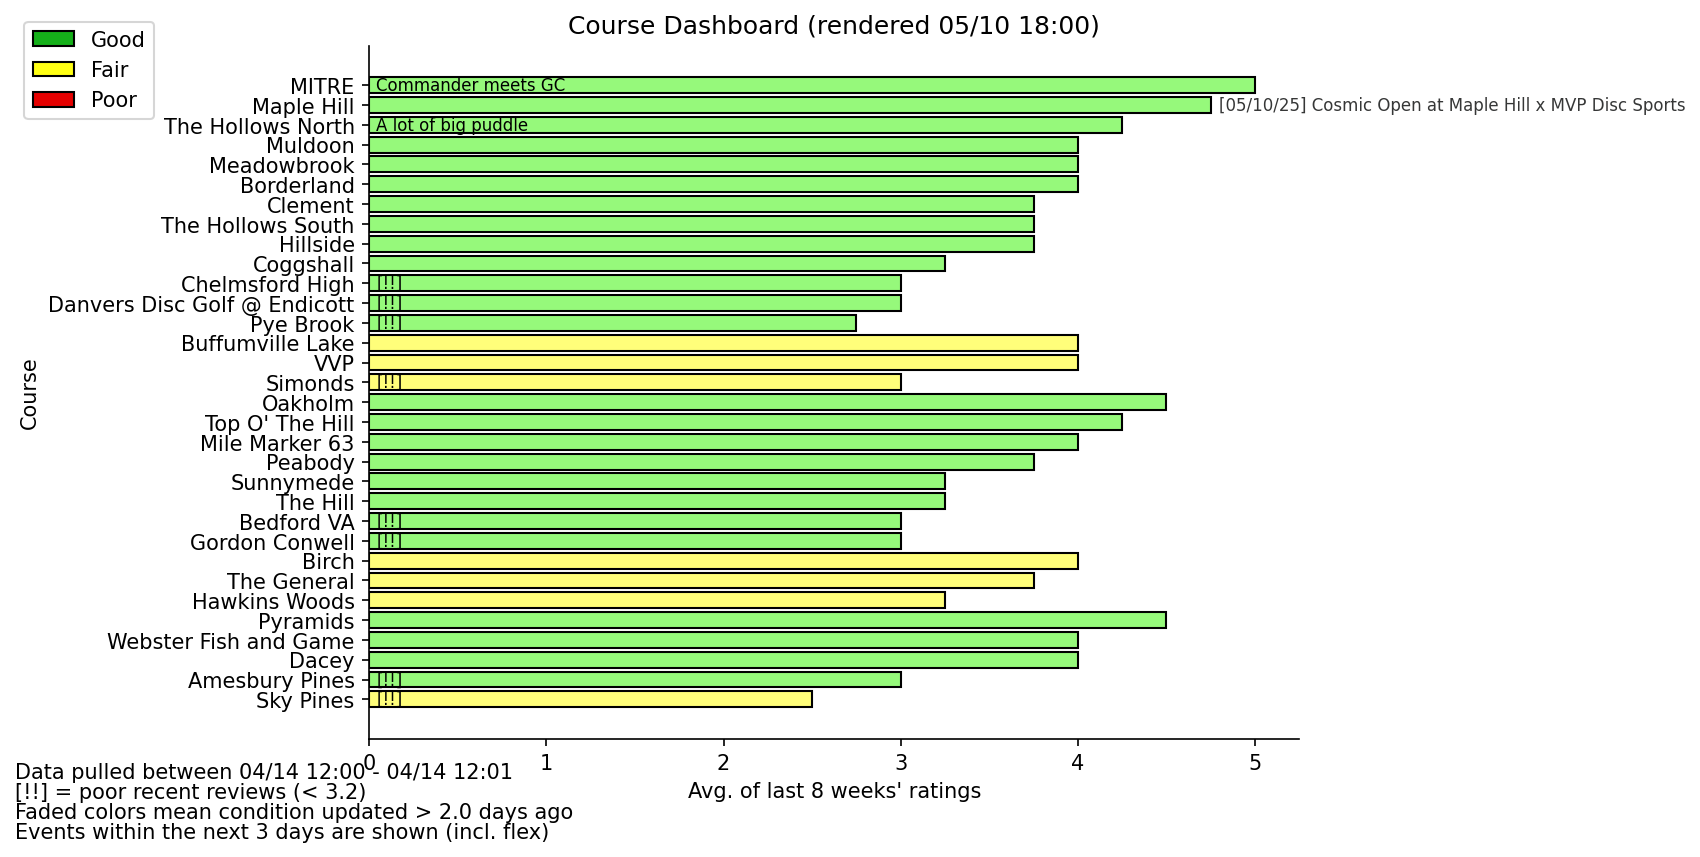 Course Dashboard (rendered 05/10 18:00)
Good
Fair
Poor
MITRE
Commander meets GC
Maple Hill
[05/10/25] Cosmic Open at Maple Hill x MVP Disc Sports
The Hollows North
A lot of big puddle
Muldoon
Meadowbrook
Borderland
Clement
The Hollows South
Hillside
Coggshall
Chelmsford High
[!!]
Danvers Disc Golf @ Endicott
[!!]
Pye Brook
[!!]
Buffumville Lake
VVP
Simonds
[!!]
Oakholm
Top O' The Hill
Mile Marker 63
Peabody
Sunnymede
The Hill
Bedford VA
[!!]
Gordon Conwell
[!!]
Birch
The General
Hawkins Woods
Pyramids
Webster Fish and Game
Dacey
Amesbury Pines
[!!]
Sky Pines
[!!]
Course
0
1
2
3
4
5
Avg. of last 8 weeks' ratings
Data pulled between 04/14 12:00 - 04/14 12:01
[!!] = poor recent reviews (< 3.2)
Faded colors mean condition updated > 2.0 days ago
Events within the next 3 days are shown (incl. flex)